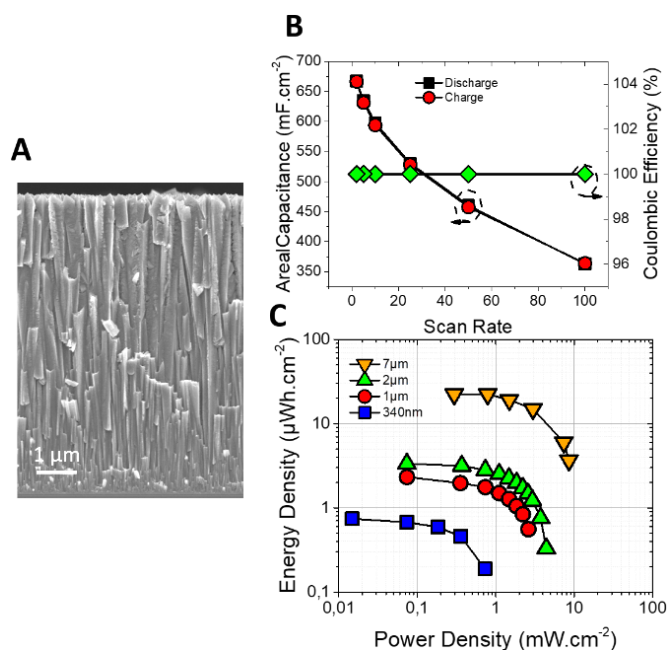 A
1 µm
B
ArealCapacitance (mF.cm⁻²)
700
650
600
550
500
450
400
350
Discharge
Charge
104
102
100
98
96
Coulombic Efficiency (%)
0 20 40 60 80 100
Scan Rate
C
Energy Density (µWh.cm⁻²)
100
10
1
0,1
7µm
2µm
1µm
340nm
0,01 0,1 1 10 100
Power Density (mW.cm⁻²)